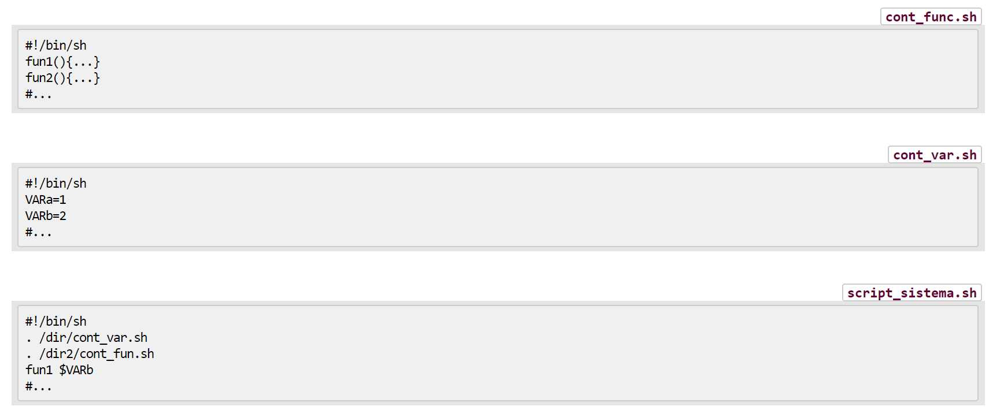 cont_func.sh
#!/bin/sh
fun1(){...}
fun2(){...}
#...
cont_var.sh
#!/bin/sh
VARa=1
VARb=2
#...
script_sistema.sh
#!/bin/sh
. /dir/cont_var.sh
. /dir2/cont_fun.sh
fun1 $VARb
#...